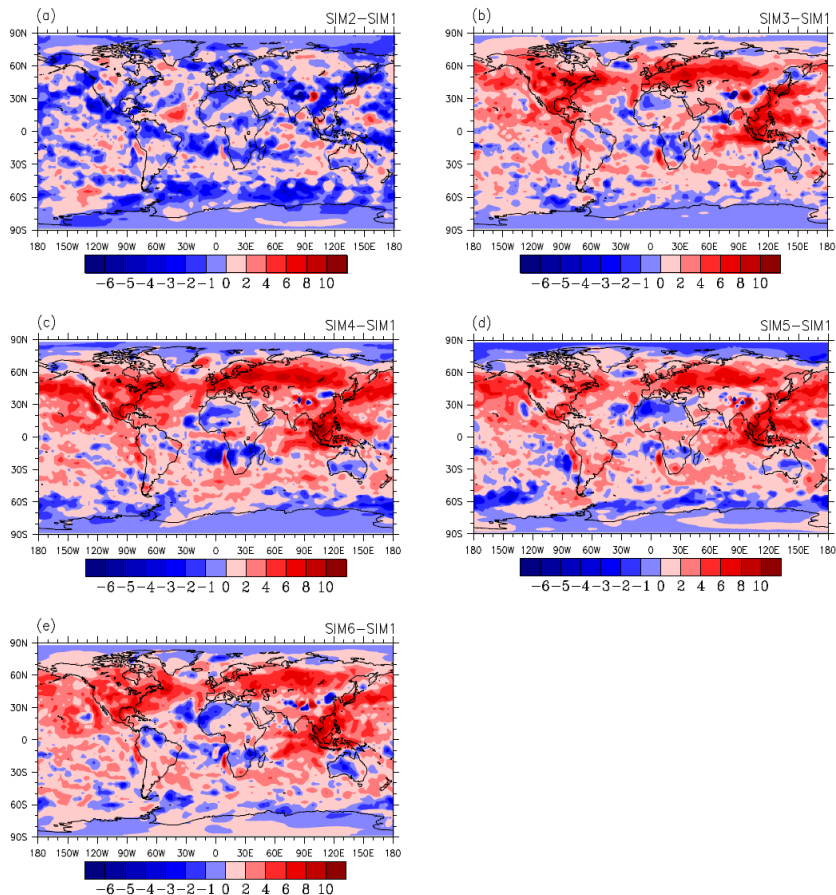 (a) SIM2−SIM1
90N
60N
30N
0
30S
60S
90S
180 150W 120W 90W 60W 30W 0 30E 60E 90E 120E 150E 180
−6 −5 −4 −3 −2 −1 0 2 4 6 8 10
(b) SIM3−SIM1
90N
60N
30N
0
30S
60S
90S
180 150W 120W 90W 60W 30W 0 30E 60E 90E 120E 150E 180
−6 −5 −4 −3 −2 −1 0 2 4 6 8 10
(c) SIM4−SIM1
90N
60N
30N
0
30S
60S
90S
180 150W 120W 90W 60W 30W 0 30E 60E 90E 120E 150E 180
−6 −5 −4 −3 −2 −1 0 2 4 6 8 10
(d) SIM5−SIM1
90N
60N
30N
0
30S
60S
90S
180 150W 120W 90W 60W 30W 0 30E 60E 90E 120E 150E 180
−6 −5 −4 −3 −2 −1 0 2 4 6 8 10
(e) SIM6−SIM1
90N
60N
30N
0
30S
60S
90S
180 150W 120W 90W 60W 30W 0 30E 60E 90E 120E 150E 180
−6 −5 −4 −3 −2 −1 0 2 4 6 8 10